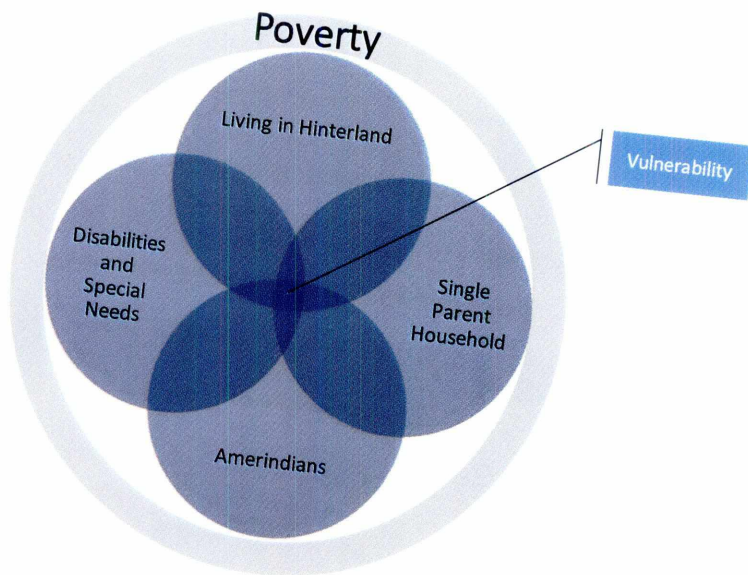 Poverty
Living in Hinterland
Vulnerability
Disabilities
and
Special
Needs
Single
Parent
Household
Amerindians